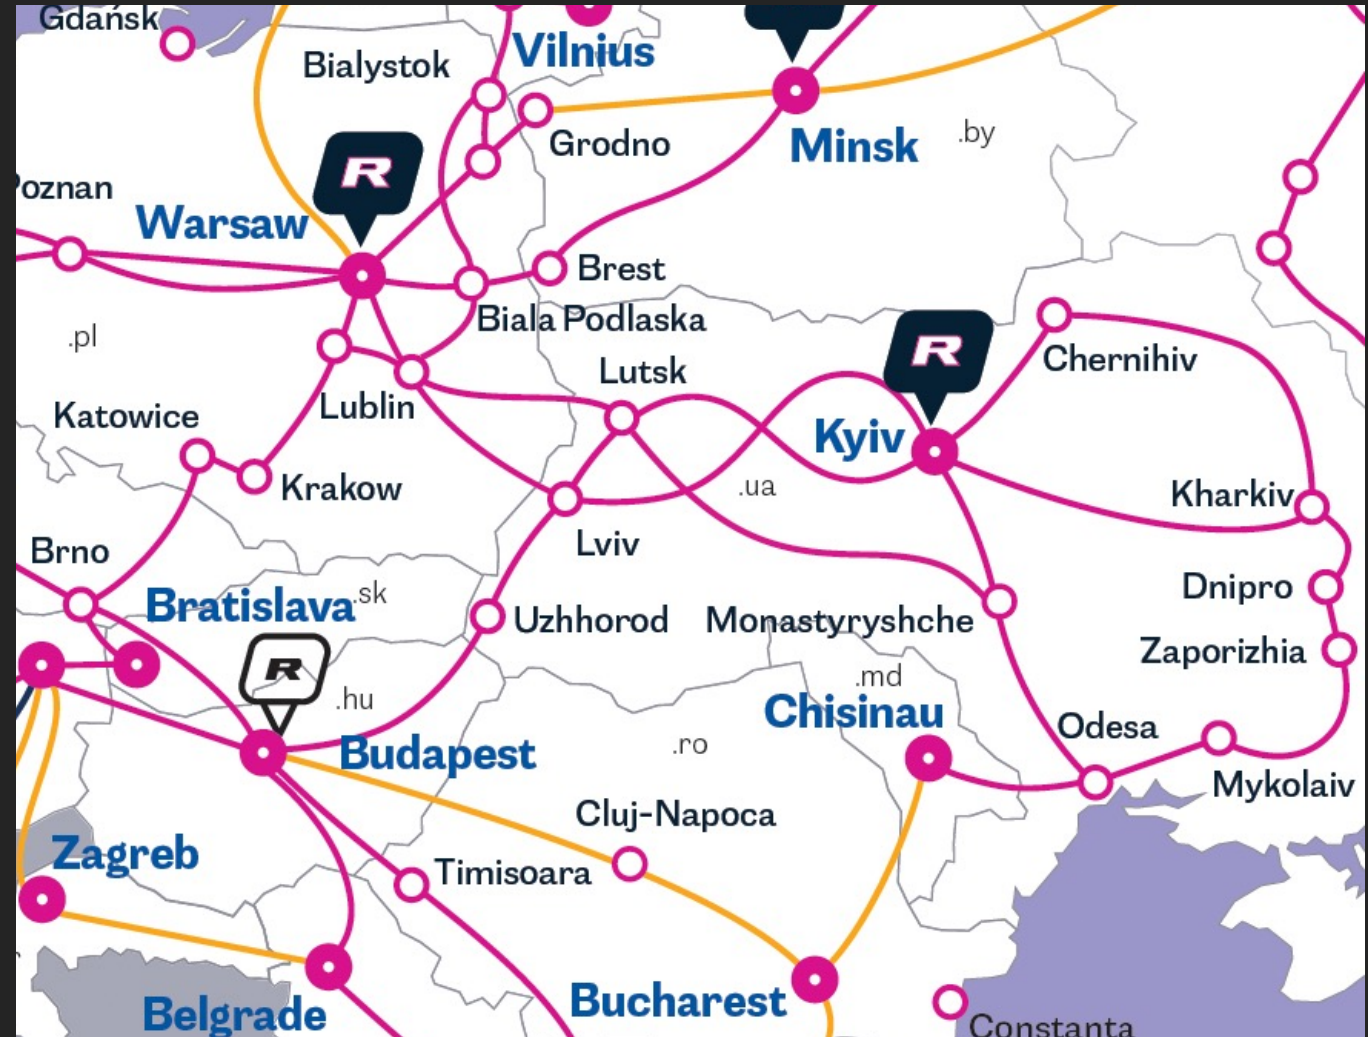 Gdańsk
Vilnius
Bialystok
Grodno
Minsk
.by
R
Poznan
Warsaw
Brest
Biala Podlaska
.pl
R
Chernihiv
Lutsk
Lublin
Katowice
Kyiv
Krakow
.ua
Kharkiv
Lviv
Brno
Dnipro
Bratislava
.sk
Uzhhorod
Monastyryshche
Zaporizhia
R
.hu
.md
Chisinau
Budapest
.ro
Odesa
Mykolaiv
Cluj-Napoca
Zagreb
Timisoara
Bucharest
Belgrade
Constanta